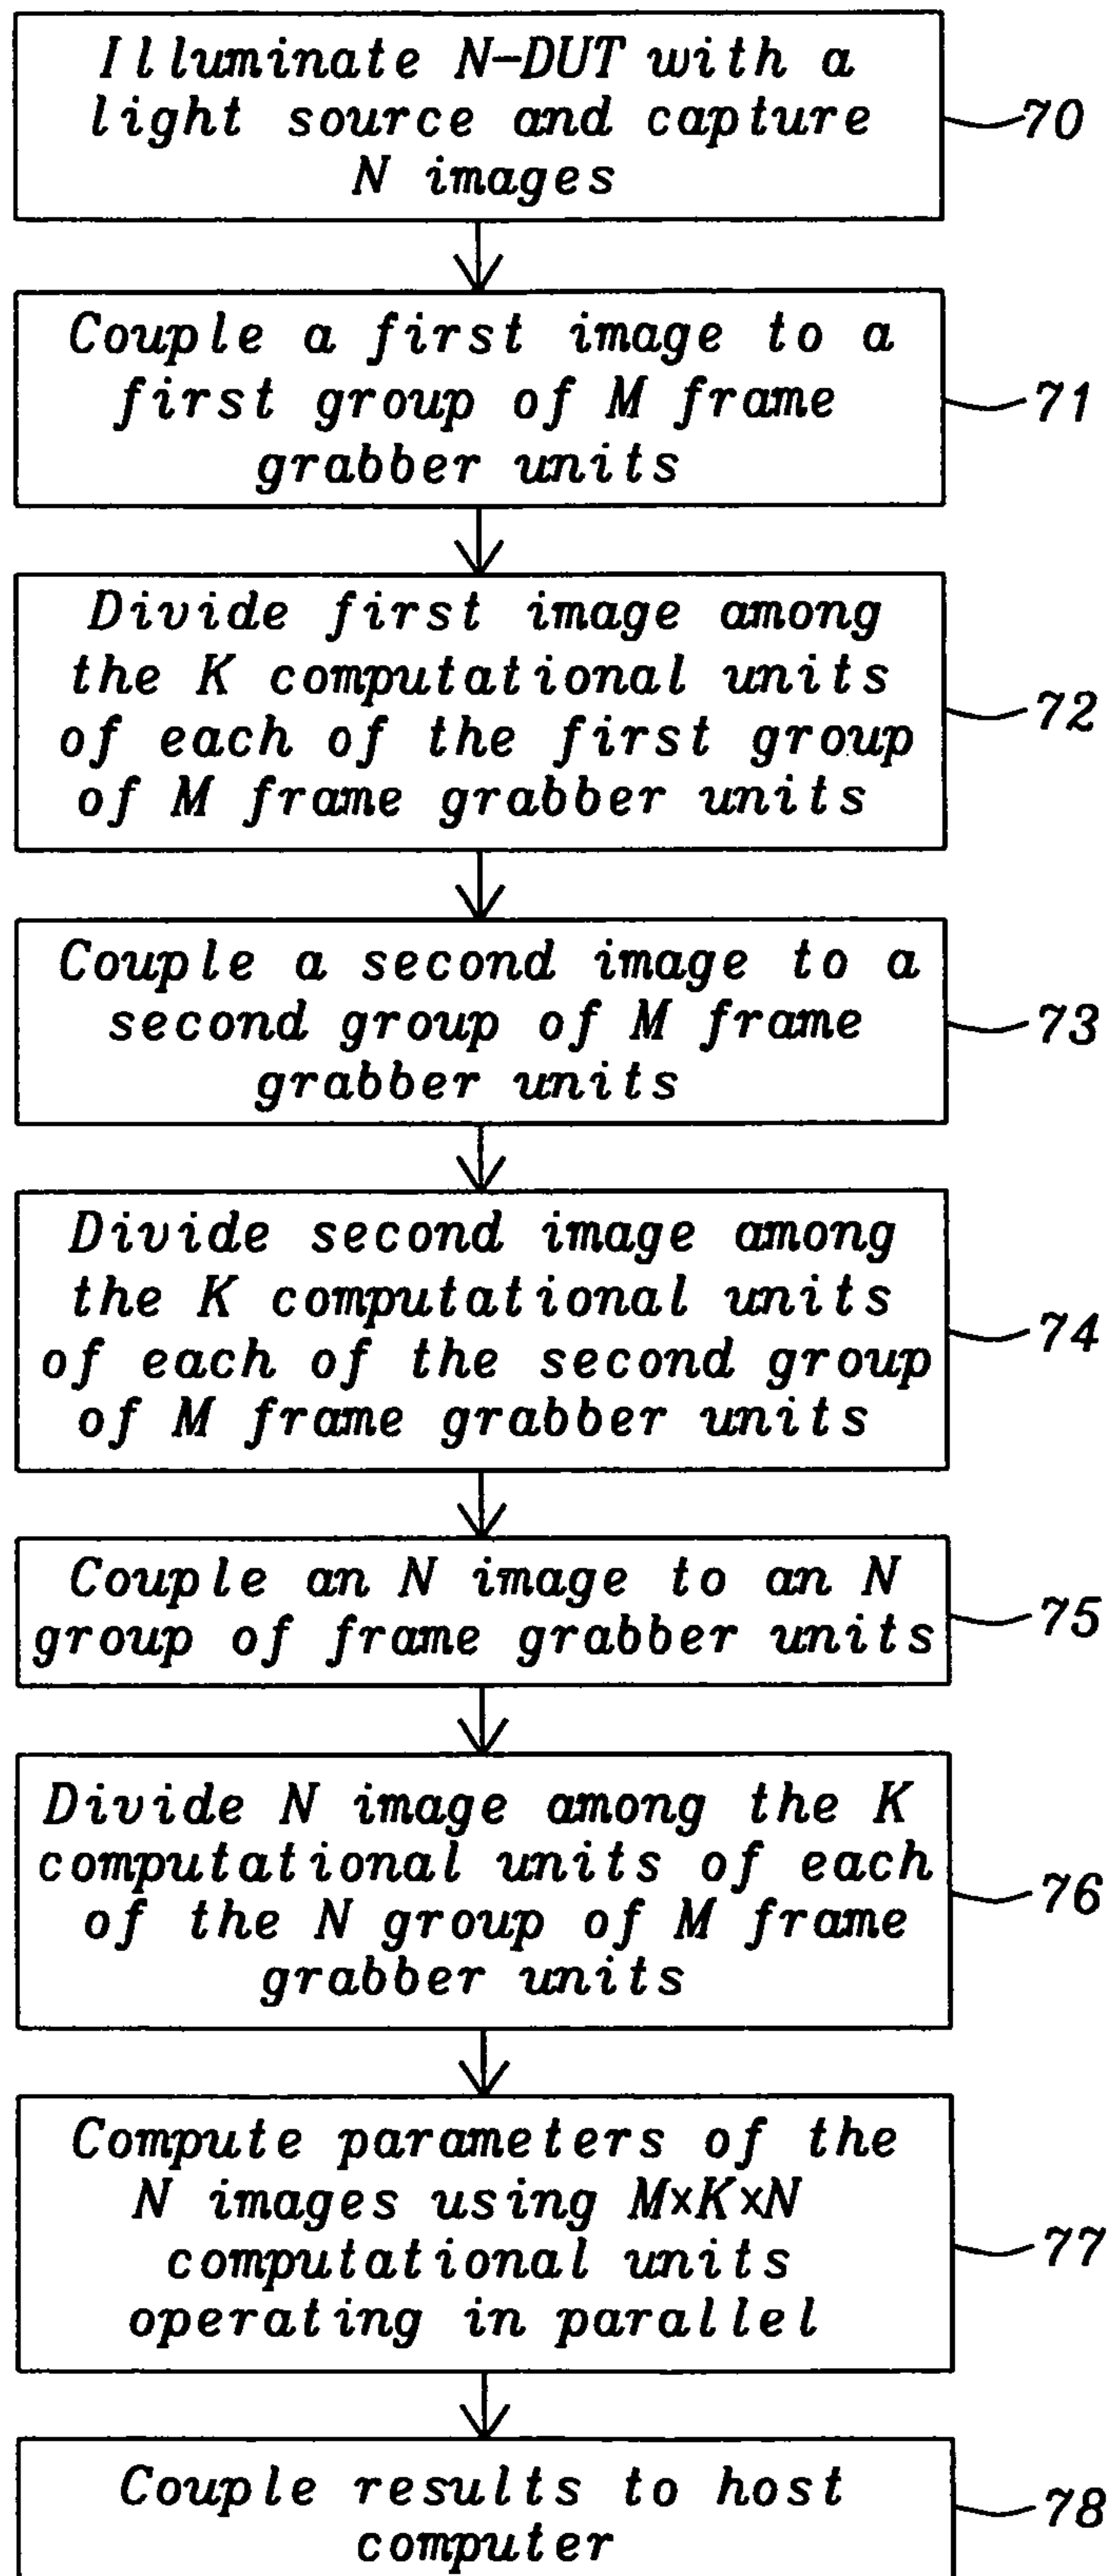 Illuminate N-DUT with a
light source and capture
N images
70
Couple a first image to a
first group of M frame
grabber units
71
Divide first image among
the K computational units
of each of the first group
of M frame grabber units
72
Couple a second image to a
second group of M frame
grabber units
73
Divide second image among
the K computational units
of each of the second group
of M frame grabber units
74
Couple an N image to an N
group of frame grabber units
75
Divide N image among the K
computational units of each
of the N group of M frame
grabber units
76
Compute parameters of the
N images using M×K×N
computational units
operating in parallel
77
Couple results to host
computer
78